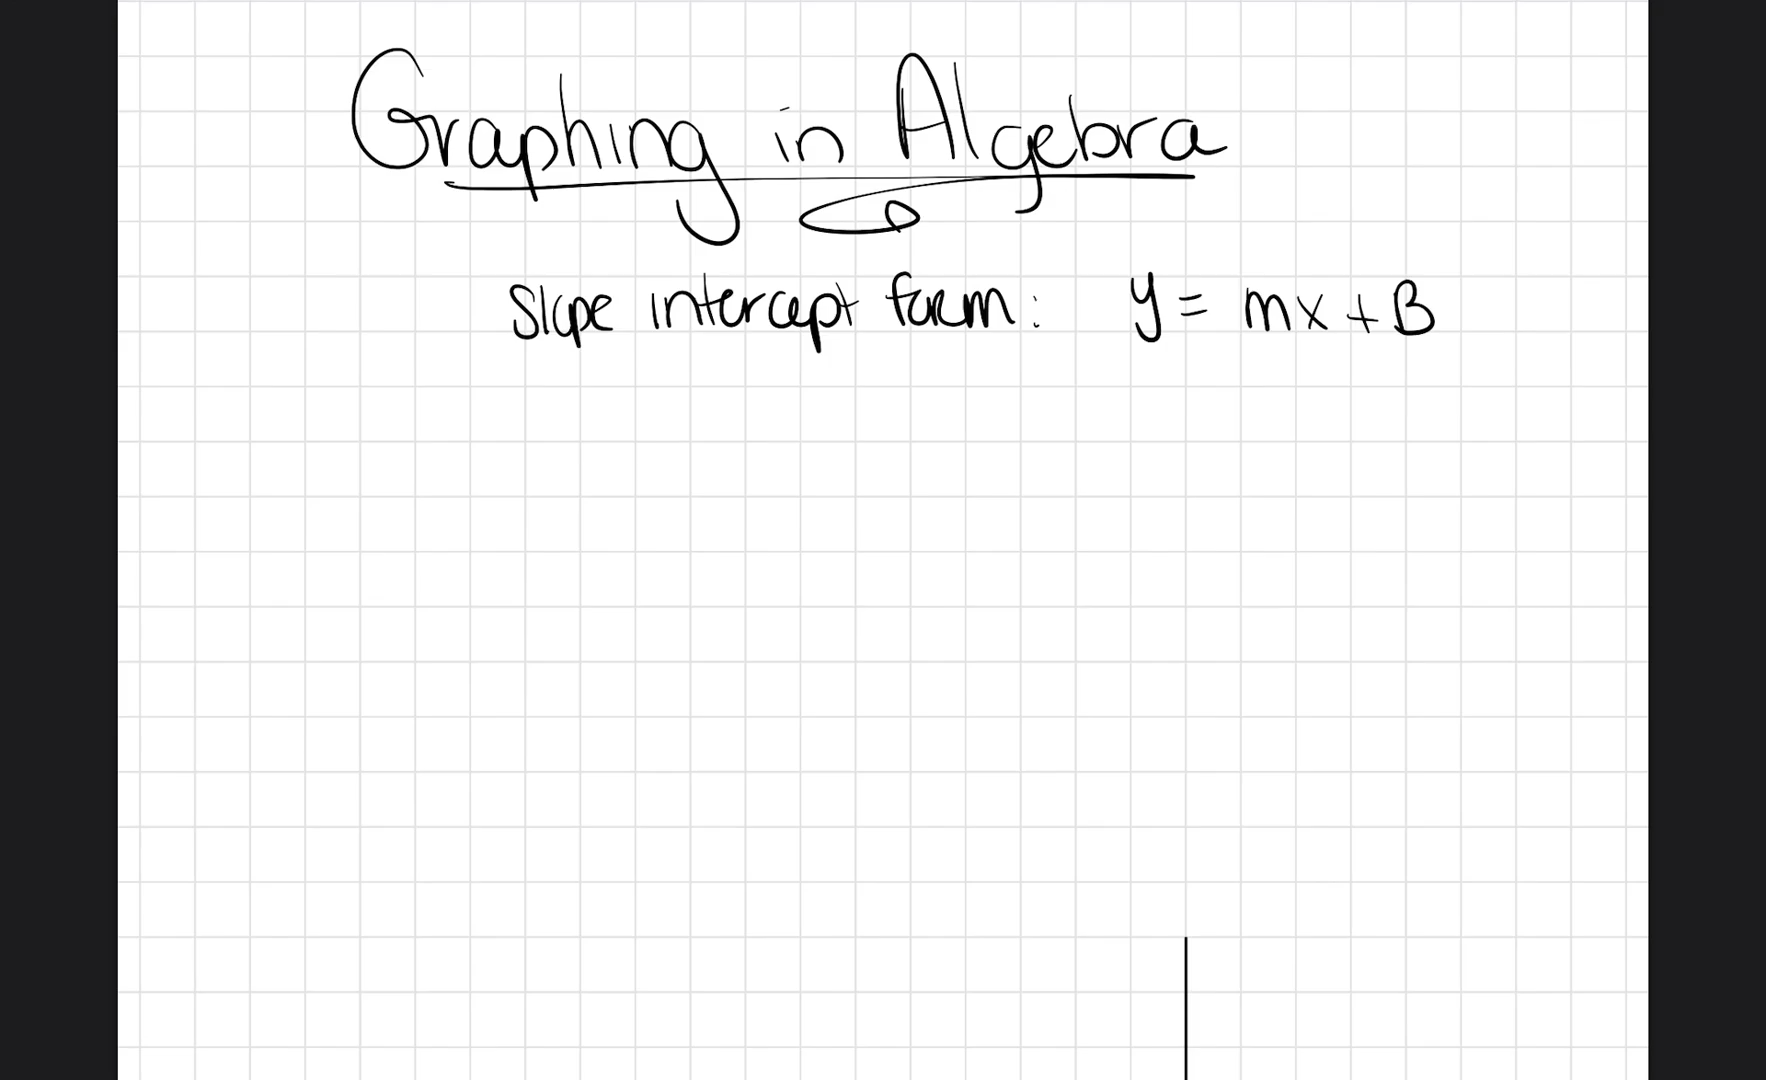 Graphing in Algebra
Slope intercept form: y = mx + B